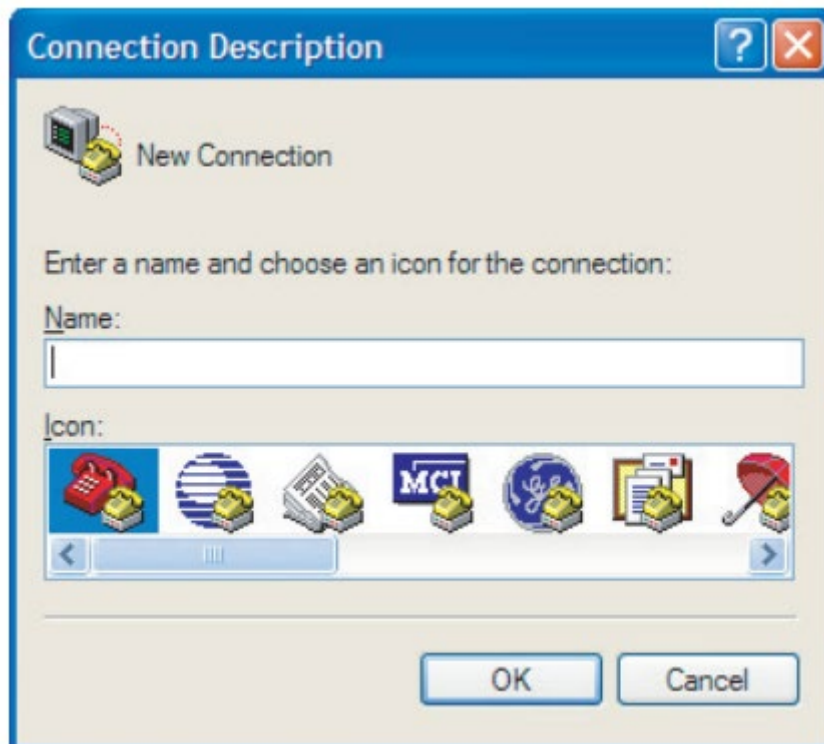 Connection Description
New Connection
Enter a name and choose an icon for the connection:
Name:
Icon:
MCI
OK
Cancel